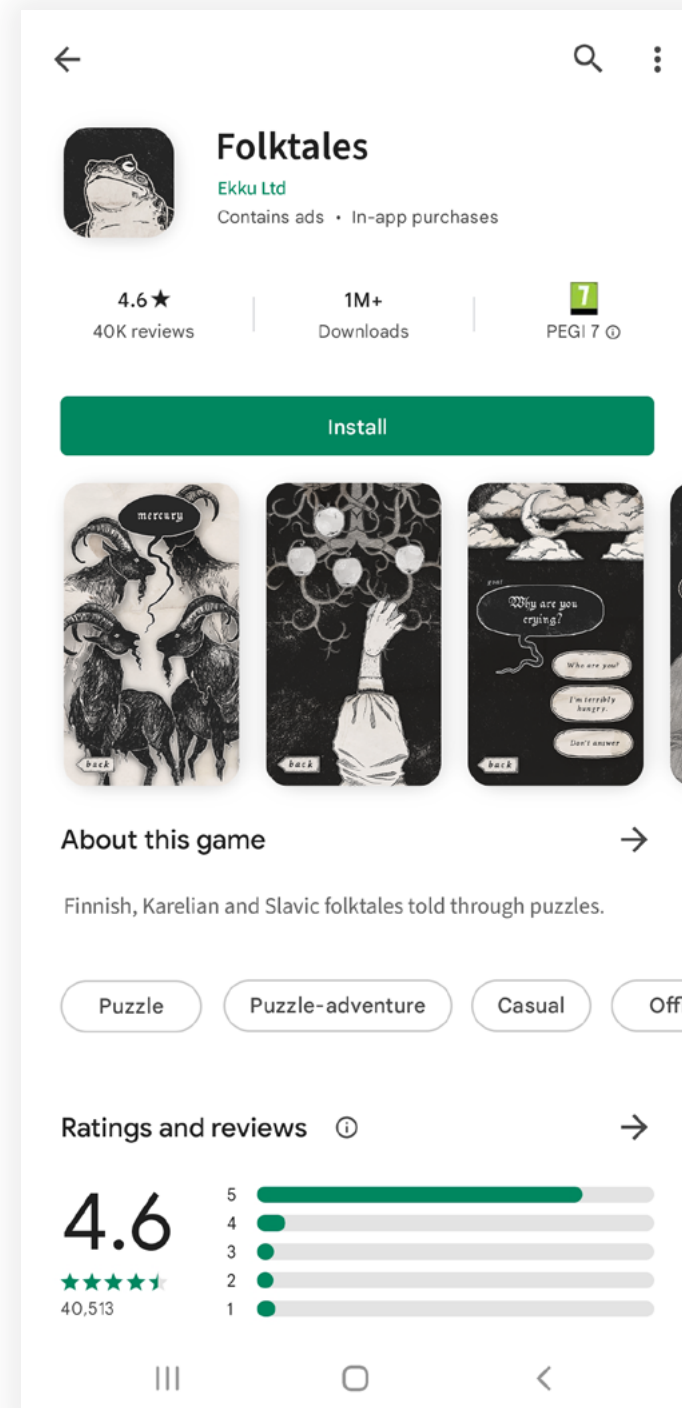 Folktales
Ekku Ltd
Contains ads • In-app purchases
4.6★
40K reviews
1M+
Downloads
7
PEGI 7
Install
mercury
back
back
goat
Why are you
crying?
Who are you?
I'm terribly
hungry.
Don't answer
back
About this game
Finnish, Karelian and Slavic folktales told through puzzles.
Puzzle
Puzzle-adventure
Casual
Off
Ratings and reviews
4.6
40,513
5
4
3
2
1